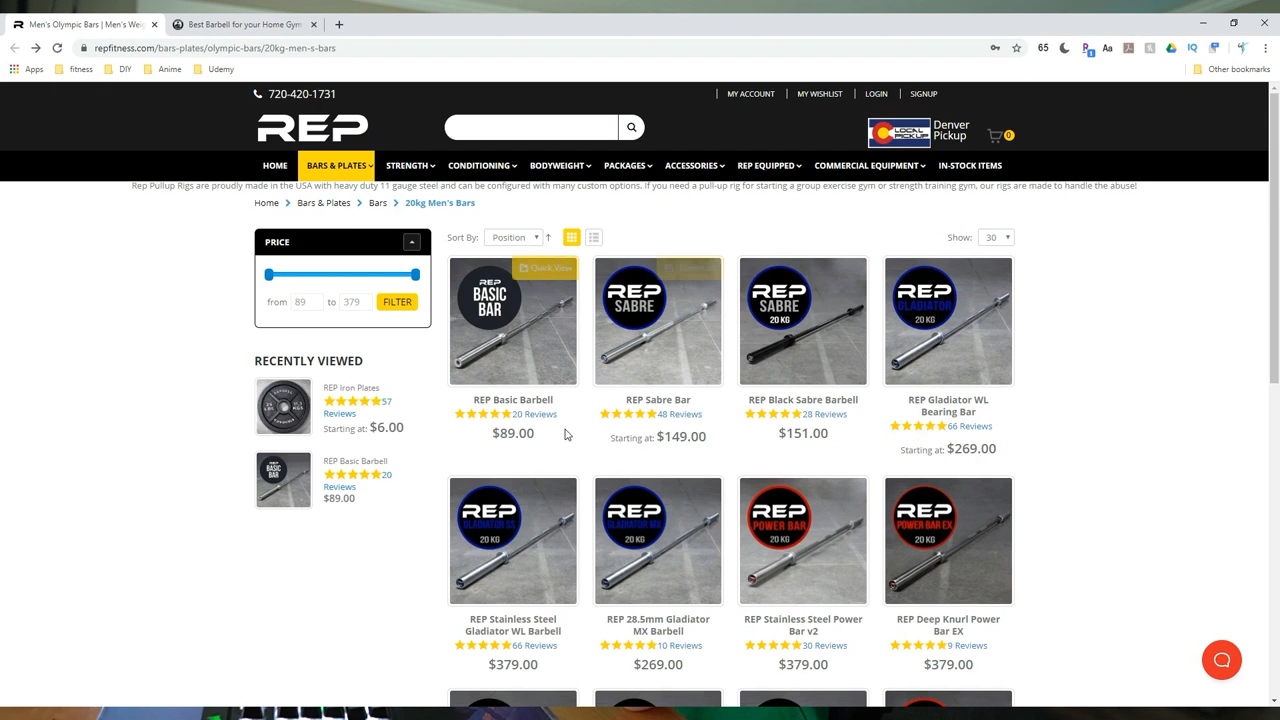 Men's Olympic Bars | Men's Wei
Best Barbell for your Home Gym
repfitness.com/bars-plates/olympic-bars/20kg-men-s-bars
65
Apps
fitness
DIY
Anime
Udemy
Other bookmarks
720-420-1731
MY ACCOUNT
MY WISHLIST
LOGIN
SIGNUP
REP
LOCAL PICKUP
Denver
Pickup
0
HOME
BARS & PLATES
STRENGTH
CONDITIONING
BODYWEIGHT
PACKAGES
ACCESSORIES
REP EQUIPPED
COMMERCIAL EQUIPMENT
IN-STOCK ITEMS
Rep Pullup Rigs are proudly made in the USA with heavy duty 11 gauge steel and can be configured with many custom options. If you need a pull-up rig for starting a group exercise gym or strength training gym, our rigs are made to handle the abuse!
Home > Bars & Plates > Bars > 20kg Men's Bars
PRICE
from 89 to 379 FILTER
RECENTLY VIEWED
REP Iron Plates
57
Reviews
Starting at: $6.00
REP
BASIC
BAR
REP Basic Barbell
20
Reviews
$89.00
Sort By: Position
Show: 30
Quick View
REP
BASIC
BAR
REP Basic Barbell
20 Reviews
$89.00
REP
SABRE
REP Sabre Bar
48 Reviews
Starting at: $149.00
REP
SABRE
20 KG
REP Black Sabre Barbell
28 Reviews
$151.00
REP
GLADIATOR
20 KG
REP Gladiator WL
Bearing Bar
66 Reviews
Starting at: $269.00
REP
GLADIATOR SS
20 KG
REP Stainless Steel
Gladiator WL Barbell
66 Reviews
$379.00
REP
GLADIATOR MX
20 KG
REP 28.5mm Gladiator
MX Barbell
10 Reviews
$269.00
REP
POWER BAR
20 KG
REP Stainless Steel Power
Bar v2
30 Reviews
$379.00
REP
POWER BAR EX
20 KG
REP Deep Knurl Power
Bar EX
9 Reviews
$379.00